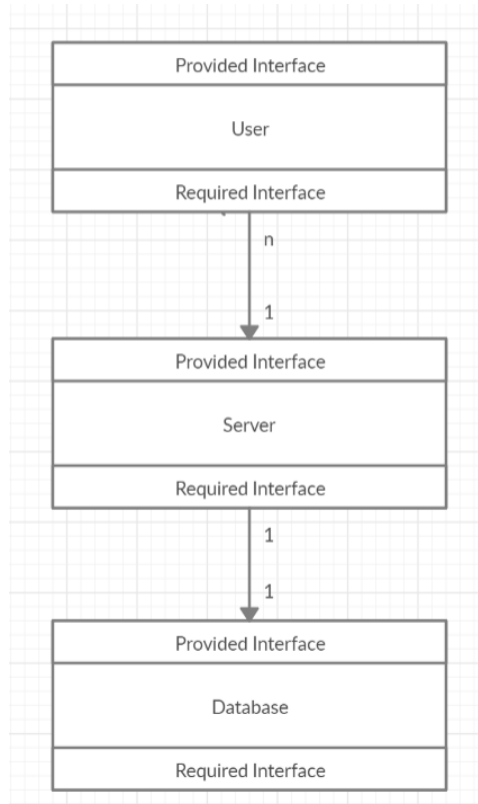 Provided Interface
User
Required Interface
n
1
Provided Interface
Server
Required Interface
1
1
Provided Interface
Database
Required Interface